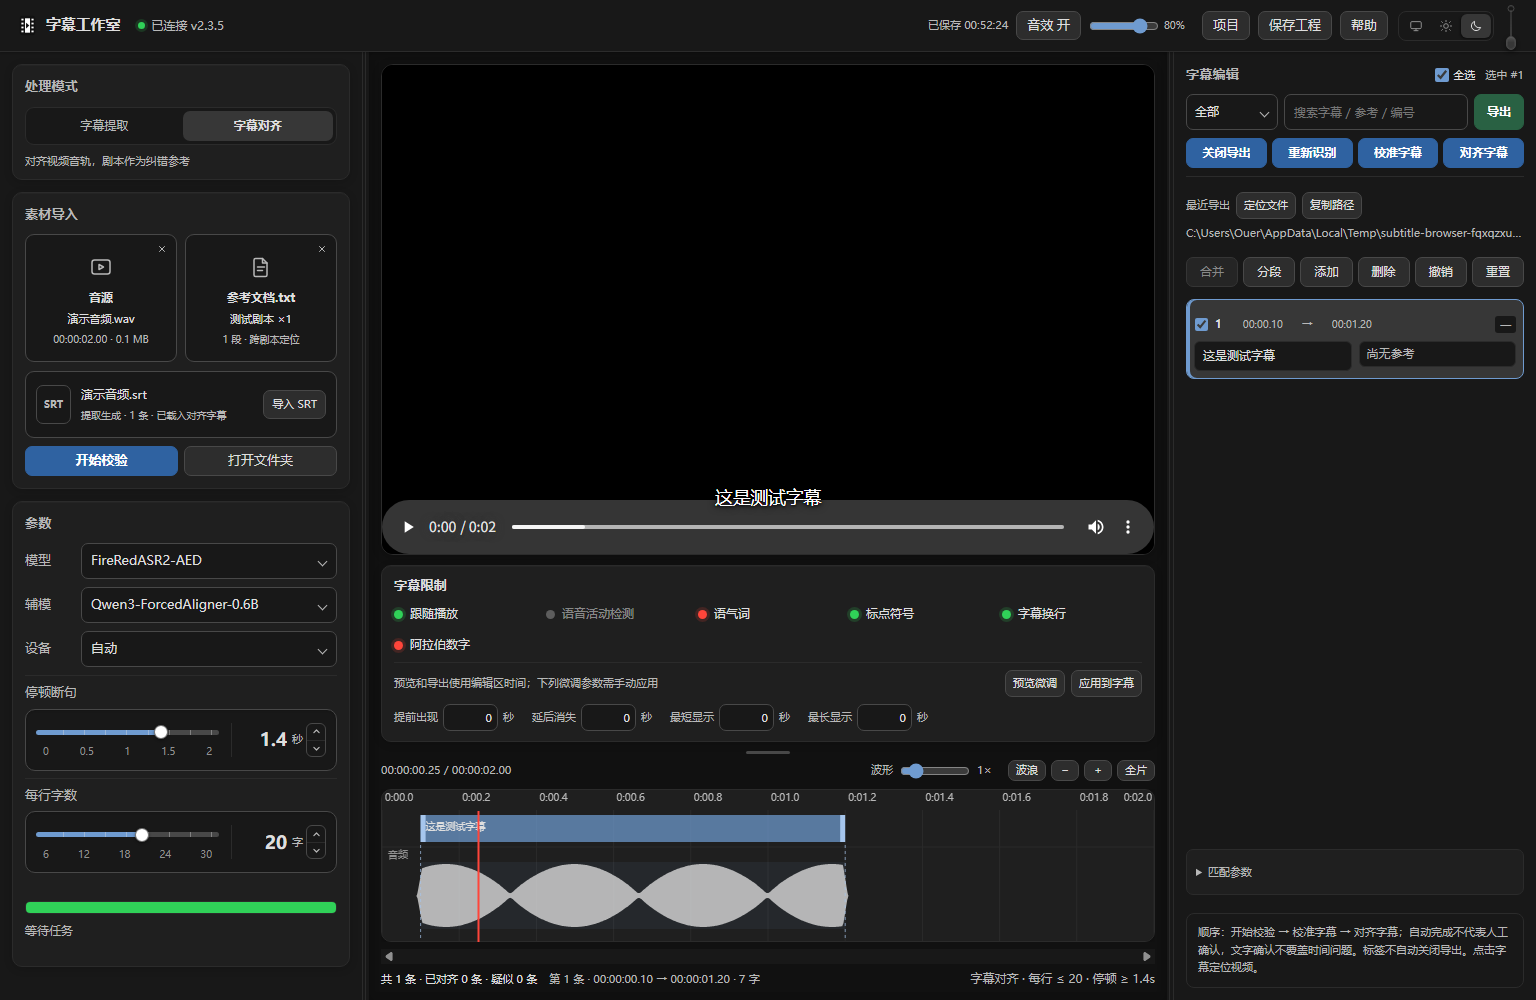 字幕工作室 已连接 v2.3.5
已保存 00:52:24 音效 开 80% 项目 保存工程 帮助
处理模式
字幕提取 字幕对齐
对齐视频音轨，剧本作为纠错参考
素材导入
音源
演示音频.wav
00:00:02.00 · 0.1 MB
参考文档.txt
测试剧本 ×1
1 段 · 跨剧本定位
SRT
演示音频.srt
提取生成 · 1 条 · 已载入对齐字幕
导入 SRT
开始校验 打开文件夹
参数
模型 FireRedASR2-AED
辅模 Qwen3-ForcedAligner-0.6B
设备 自动
停顿断句
0 0.5 1 1.5 2
1.4 秒
每行字数
6 12 18 24 30
20 字
等待任务
这是测试字幕
0:00 / 0:02
字幕限制
跟随播放 语音活动检测 语气词 标点符号 字幕换行
阿拉伯数字
预览和导出使用编辑区时间；下列微调参数需手动应用 预览微调 应用到字幕
提前出现 0 秒 延后消失 0 秒 最短显示 0 秒 最长显示 0 秒
00:00:00.25 / 00:00:02.00 波形 1× 波浪 − + 全片
0:00.0 0:00.2 0:00.4 0:00.6 0:00.8 0:01.0 0:01.2 0:01.4 0:01.6 0:01.8 0:02.0
这是测试字幕
音频
共 1 条 · 已对齐 0 条 · 疑似 0 条 第 1 条 · 00:00:00.10 → 00:00:01.20 · 7 字 字幕对齐 · 每行 ≤ 20 · 停顿 ≥ 1.4s
字幕编辑 全选 选中 #1
全部 搜索字幕 / 参考 / 编号 导出
关闭导出 重新识别 校准字幕 对齐字幕
最近导出 定位文件 复制路径
C:\Users\Ouer\AppData\Local\Temp\subtitle-browser-fqxqzxu...
合并 分段 添加 删除 撤销 重置
1 00:00.10 → 00:01.20 —
这是测试字幕 尚无参考
匹配参数
顺序：开始校验 → 校准字幕 → 对齐字幕；自动完成不代表人工
确认，文字确认不覆盖时间问题。标签不自动关闭导出。点击字
幕定位视频。